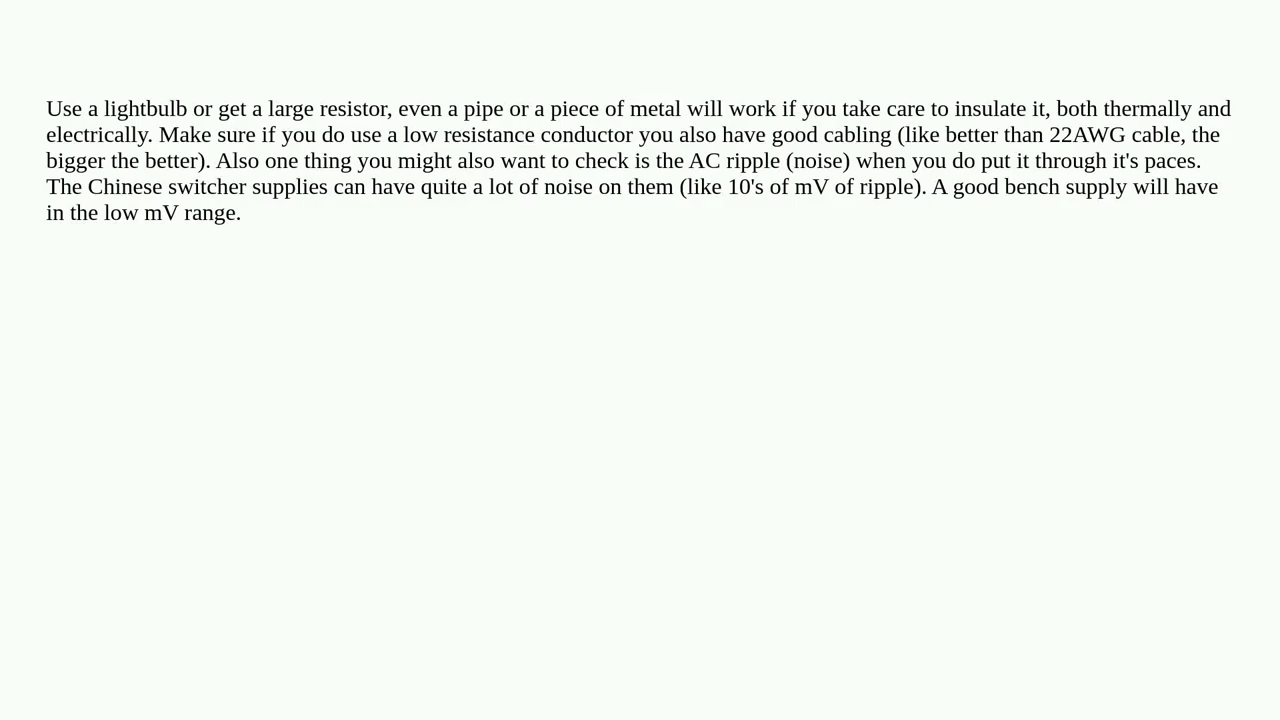 Use a lightbulb or get a large resistor, even a pipe or a piece of metal will work if you take care to insulate it, both thermally and
electrically. Make sure if you do use a low resistance conductor you also have good cabling (like better than 22AWG cable, the
bigger the better). Also one thing you might also want to check is the AC ripple (noise) when you do put it through it's paces.
The Chinese switcher supplies can have quite a lot of noise on them (like 10's of mV of ripple). A good bench supply will have
in the low mV range.